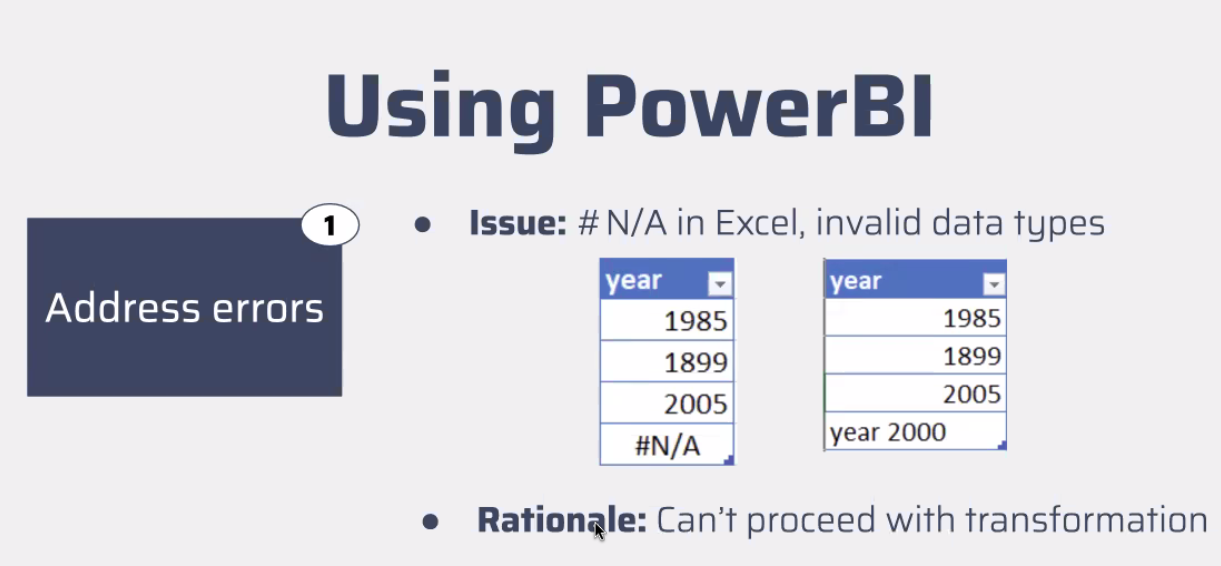 Using PowerBI
1
Address errors
● Issue: #N/A in Excel, invalid data types
year
1985
1899
2005
#N/A
year
1985
1899
2005
year 2000
● Rationale: Can't proceed with transformation